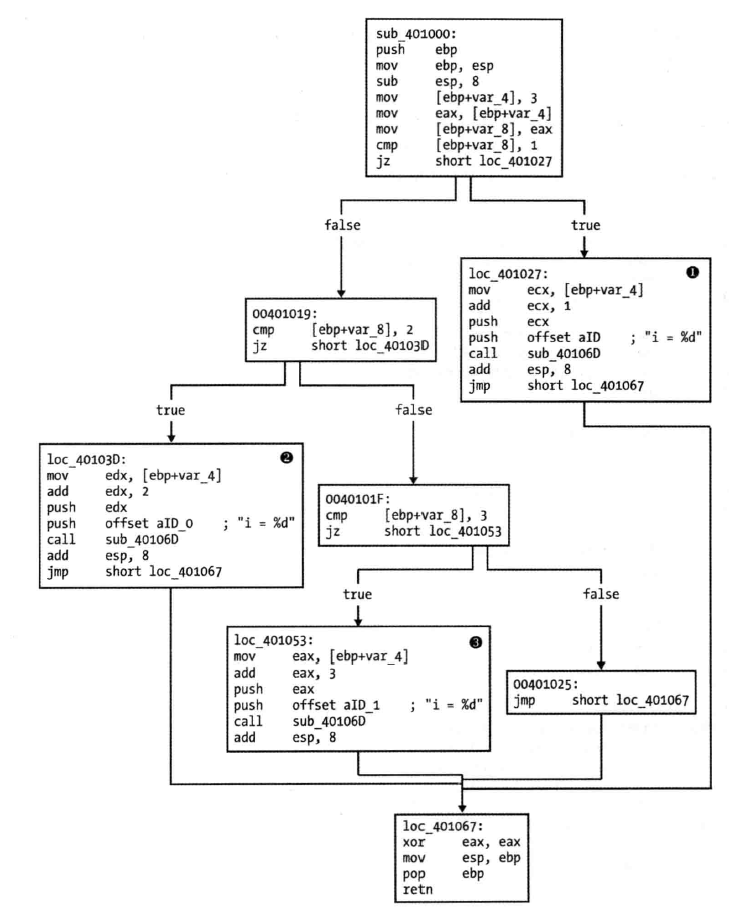 sub_401000:
push ebp
mov ebp, esp
sub esp, 8
mov [ebp+var_4], 3
mov eax, [ebp+var_4]
mov [ebp+var_8], eax
cmp [ebp+var_8], 1
jz short loc_401027
false
true
loc_401027: ❶
mov ecx, [ebp+var_4]
add ecx, 1
push ecx
push offset aID ; "i = %d"
call sub_40106D
add esp, 8
jmp short loc_401067
00401019:
cmp [ebp+var_8], 2
jz short loc_40103D
true
false
loc_40103D: ❷
mov edx, [ebp+var_4]
add edx, 2
push edx
push offset aID_0 ; "i = %d"
call sub_40106D
add esp, 8
jmp short loc_401067
0040101F:
cmp [ebp+var_8], 3
jz short loc_401053
true
false
loc_401053: ❸
mov eax, [ebp+var_4]
add eax, 3
push eax
push offset aID_1 ; "i = %d"
call sub_40106D
add esp, 8
00401025:
jmp short loc_401067
loc_401067:
xor eax, eax
mov esp, ebp
pop ebp
retn